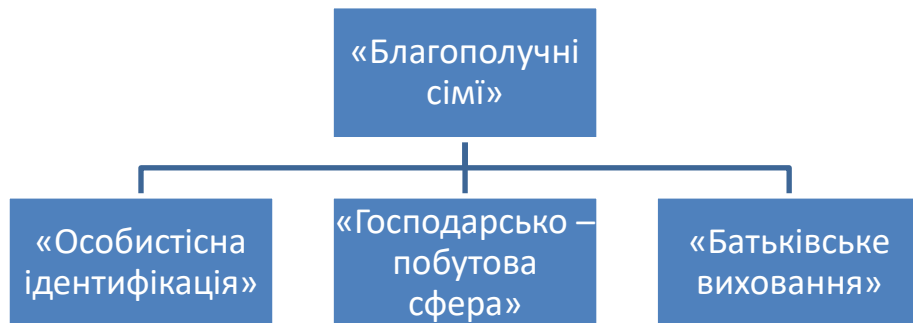 «Благополучні
сімї»
«Особистісна
ідентифікація»
«Господарсько –
побутова
сфера»
«Батьківське
виховання»